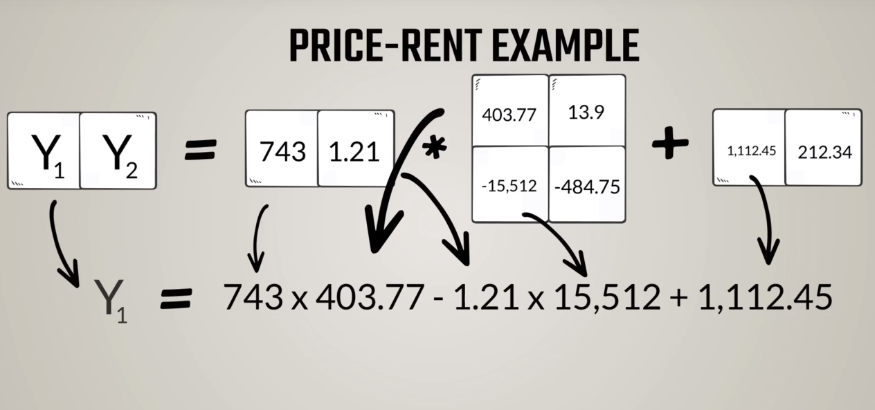 PRICE-RENT EXAMPLE
Y1 Y2 = 743 1.21 * 403.77 13.9 + 1,112.45 212.34
-15,512 -484.75
Y1 = 743 x 403.77 - 1.21 x 15,512 + 1,112.45